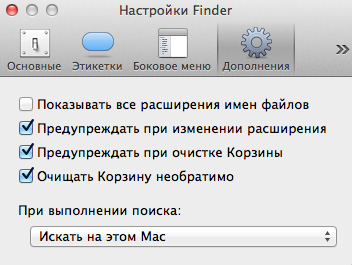 Настройки Finder
Основные Этикетки Боковое меню Дополнения
Показывать все расширения имен файлов
Предупреждать при изменении расширения
Предупреждать при очистке Корзины
Очищать Корзину необратимо
При выполнении поиска:
Искать на этом Mac